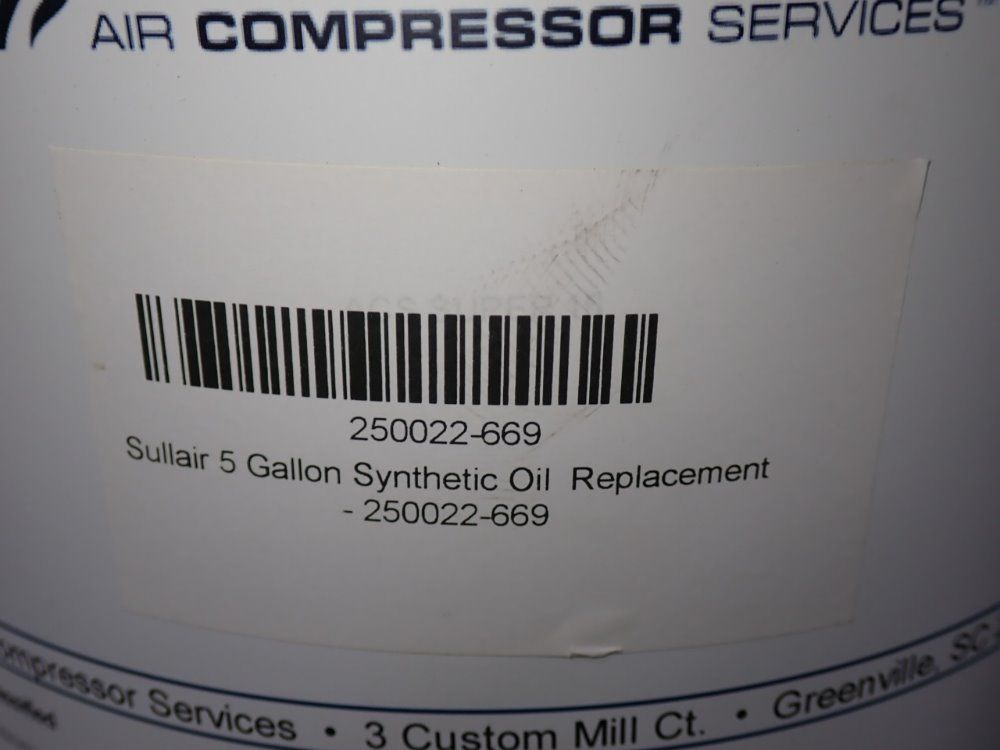 AIR COMPRESSOR SERVICES
250022-669
Sullair 5 Gallon Synthetic Oil Replacement
- 250022-669
ompressor Services • 3 Custom Mill Ct. • Greenville, SC